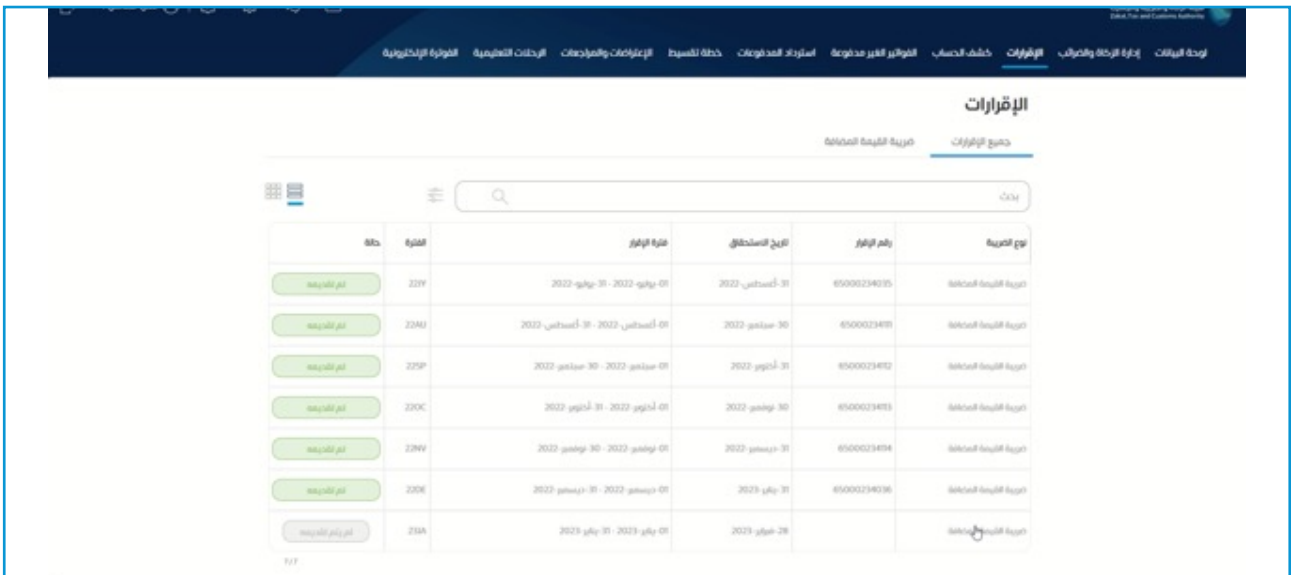 Zakat, Tax and Customs Authority
لوحة البيانات إدارة الزكاة والضرائب الإقرارات كشف الحساب الفواتير الغير مدفوعة استرداد المدفوعات خطة تقسيط الإعتراضات والمراجعات الرحلات التعليمية الفوترة الإلكترونية
الإقرارات
جميع الإقرارات ضريبة القيمة المضافة
بحث
نوع الضريبة رقم الإقرار تاريخ الاستحقاق فترة الإقرار الفترة حالة
ضريبة القيمة المضافة 65000234035 31-أغسطس-2022 01-يوليو-2022 - 31-يوليو-2022 22JY تم تقديمه
ضريبة القيمة المضافة 65000234111 30-سبتمبر-2022 01-أغسطس-2022 - 31-أغسطس-2022 22AU تم تقديمه
ضريبة القيمة المضافة 65000234112 31-أكتوبر-2022 01-سبتمبر-2022 - 30-سبتمبر-2022 22SP تم تقديمه
ضريبة القيمة المضافة 65000234113 30-نوفمبر-2022 01-أكتوبر-2022 - 31-أكتوبر-2022 22OC تم تقديمه
ضريبة القيمة المضافة 65000234114 31-ديسمبر-2022 01-نوفمبر-2022 - 30-نوفمبر-2022 22NV تم تقديمه
ضريبة القيمة المضافة 65000234036 31-يناير-2023 01-ديسمبر-2022 - 31-ديسمبر-2022 22DE تم تقديمه
ضريبة القيمة المضافة 28-فبراير-2023 01-يناير-2023 - 31-يناير-2023 23JA لم يتم تقديمه